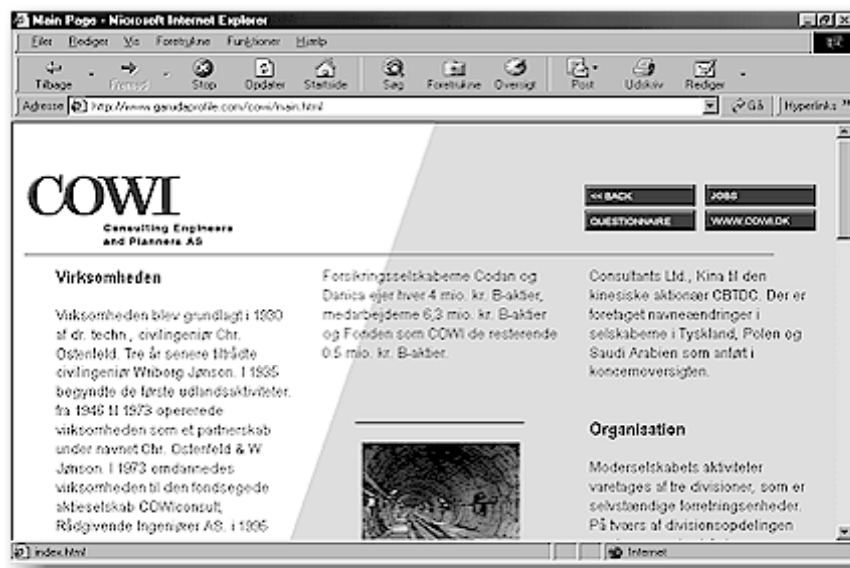 Main Page - Microsoft Internet Explorer
Filer Rediger Vis Foretrukne Funktioner Hjælp
Tilbage Fremad Stop Opdater Startside Søg Foretrukne Oversigt Post Udskriv Rediger
Adresse http://www.garudaprofile.com/cowi/main.html Gå Hyperlinks »
COWI
Consulting Engineers
and Planners AS
<< BACK JOBS
QUESTIONNAIRE WWW.COWI.DK
Virksomheden
Virksomheden blev grundlagt i 1930
af dr. techn., civilingeniør Chr.
Ostenfeld. Tre år senere tiltrådte
civilingeniør Wriborg Jønson. I 1935
begyndte de første udlandsaktiviteter.
fra 1946 til 1973 opererede
virksomheden som et partnerskab
under navnet Chr. Ostenfeld & W
Jønson. I 1973 omdannedes
virksomheden til den fondsejede
aktieselskab COWIconsult,
Rådgivende Ingeniører AS. i 1995
Forsikringsselskaberne Codan og
Danica ejer hver 4 mio. kr. B-aktier,
medarbejderne 6,3 mio. kr. B-aktier
og Fonden som COWI de resterende
0.5 mio. kr. B-aktier.
Consultants Ltd., Kina til den
kinesiske aktionær CBTDC. Der er
foretaget navneændringer i
selskaberne i Tyskland, Polen og
Saudi Arabien som anført i
koncernoversigten.
Organisation
Moderselskabets aktiviteter
varetages af tre divisioner, som er
selvstændige forretningsenheder.
På tværs af divisionsopdelingen
index.html Internet